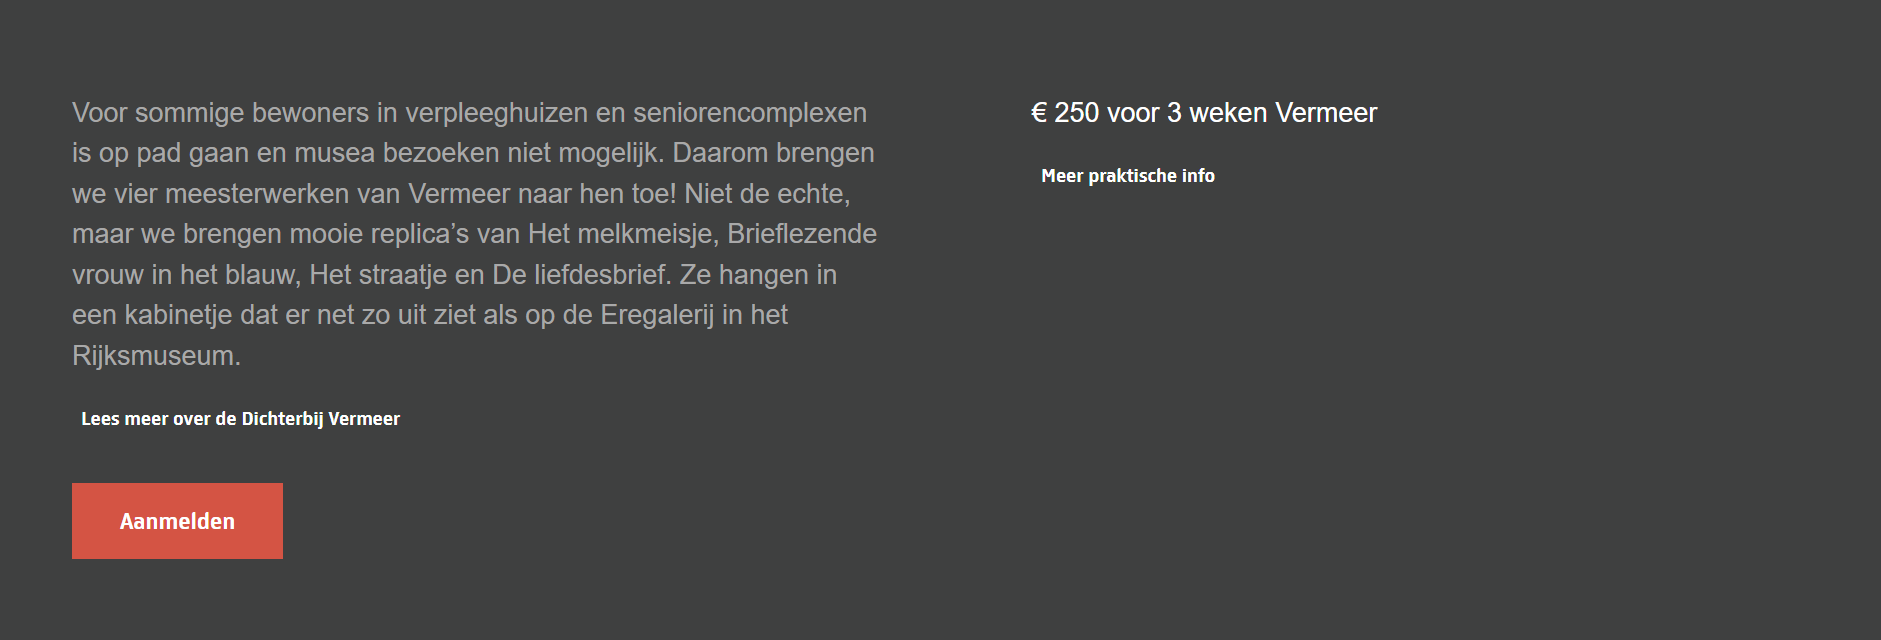 Voor sommige bewoners in verpleeghuizen en seniorencomplexen
is op pad gaan en musea bezoeken niet mogelijk. Daarom brengen
we vier meesterwerken van Vermeer naar hen toe! Niet de echte,
maar we brengen mooie replica’s van Het melkmeisje, Brieflezende
vrouw in het blauw, Het straatje en De liefdesbrief. Ze hangen in
een kabinetje dat er net zo uit ziet als op de Eregalerij in het
Rijksmuseum.
Lees meer over de Dichterbij Vermeer
Aanmelden
€ 250 voor 3 weken Vermeer
Meer praktische info